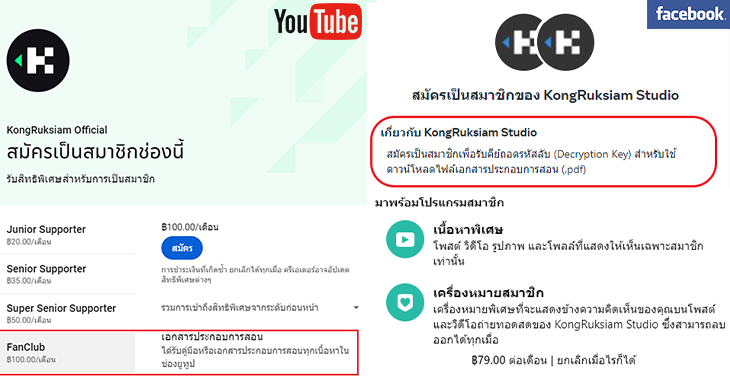 YouTube
KongRuksiam Official
สมัครเป็นสมาชิกช่องนี้
รับสิทธิพิเศษสำหรับการเป็นสมาชิก
Junior Supporter
฿20.00/เดือน
Senior Supporter
฿35.00/เดือน
Super Senior Supporter
฿50.00/เดือน
FanClub
฿100.00/เดือน
฿100.00/เดือน
สมัคร
การชำระเงินที่เกิดซ้ำ ยกเลิกได้ทุกเมื่อ ครีเอเตอร์อาจอัปเดต
สิทธิพิเศษต่างๆ
รวมการเข้าถึงสิทธิพิเศษจากระดับก่อนหน้า
เอกสารประกอบการสอน
ได้รับคู่มือหรือเอกสารประกอบการสอนทุกเนื้อหาใน
ช่องยูทูป
facebook.
สมัครเป็นสมาชิกของ KongRuksiam Studio
เกี่ยวกับ KongRuksiam Studio
สมัครเป็นสมาชิกเพื่อรับคีย์ถอดรหัสลับ (Decryption Key) สำหรับใช้
ดาวน์โหลดไฟล์เอกสารประกอบการสอน (.pdf)
มาพร้อมโปรแกรมสมาชิก
เนื้อหาพิเศษ
โพสต์ วิดีโอ รูปภาพ และโพลล์ที่แสดงให้เห็นเฉพาะสมาชิก
เท่านั้น
เครื่องหมายสมาชิก
เครื่องหมายพิเศษที่จะแสดงข้างความคิดเห็นของคุณบนโพสต์
และวิดีโอถ่ายทอดสดของ KongRuksiam Studio ซึ่งสามารถลบ
ออกได้ทุกเมื่อ
฿79.00 ต่อเดือน | ยกเลิกเมื่อไรก็ได้